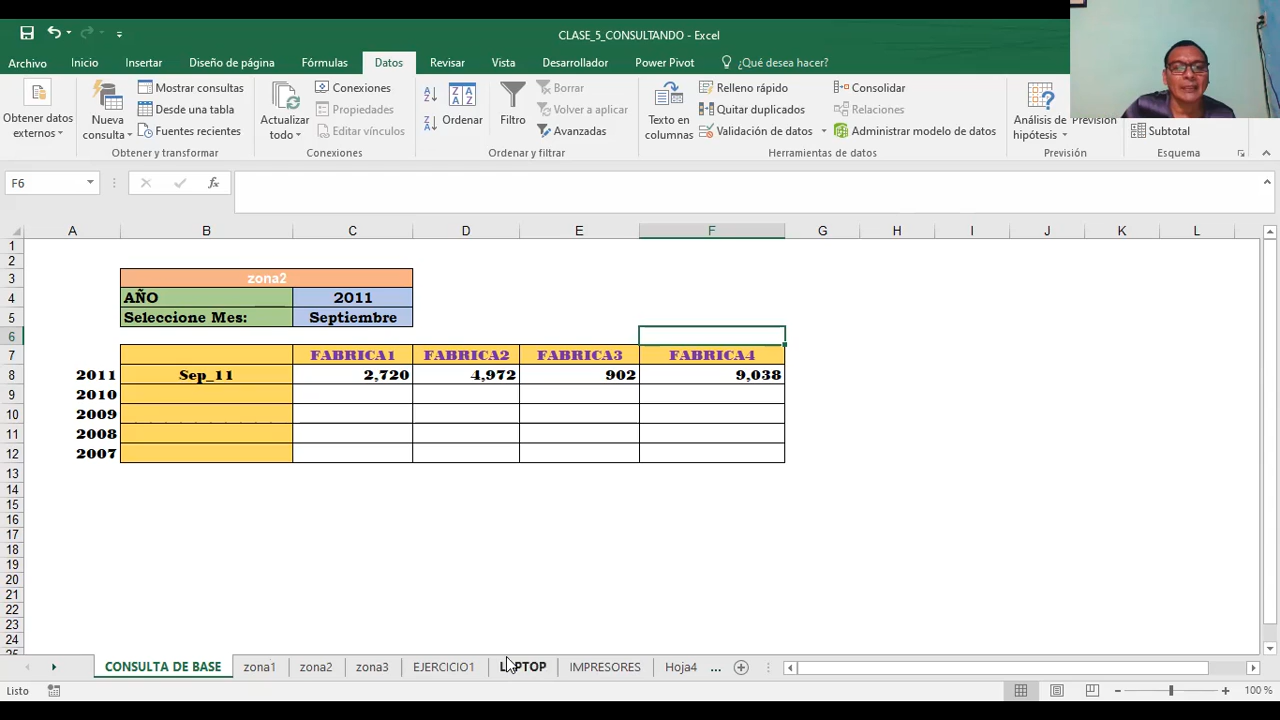 CLASE_5_CONSULTANDO - Excel
Archivo Inicio Insertar Diseño de página Fórmulas Datos Revisar Vista Desarrollador Power Pivot ¿Qué desea hacer?
Obtener datos externos
Nueva consulta
Mostrar consultas
Desde una tabla
Fuentes recientes
Obtener y transformar
Actualizar todo
Conexiones
Propiedades
Editar vínculos
Conexiones
Ordenar
Filtro
Borrar
Volver a aplicar
Avanzadas
Ordenar y filtrar
Texto en columnas
Relleno rápido
Quitar duplicados
Validación de datos
Consolidar
Relaciones
Administrar modelo de datos
Herramientas de datos
Análisis de hipótesis
Previsión
Previsión
Subtotal
Esquema
F6
fx
A B C D E F G H I J K L
1
2
3 zona2
4 AÑO 2011
5 Seleccione Mes: Septiembre
6
7 FABRICA1 FABRICA2 FABRICA3 FABRICA4
8 2011 Sep_11 2,720 4,972 902 9,038
9 2010
10 2009
11 2008
12 2007
13
14
15
16
17
18
19
20
21
22
23
24
CONSULTA DE BASE zona1 zona2 zona3 EJERCICIO1 LAPTOP IMPRESORES Hoja4 ...
Listo 100 %